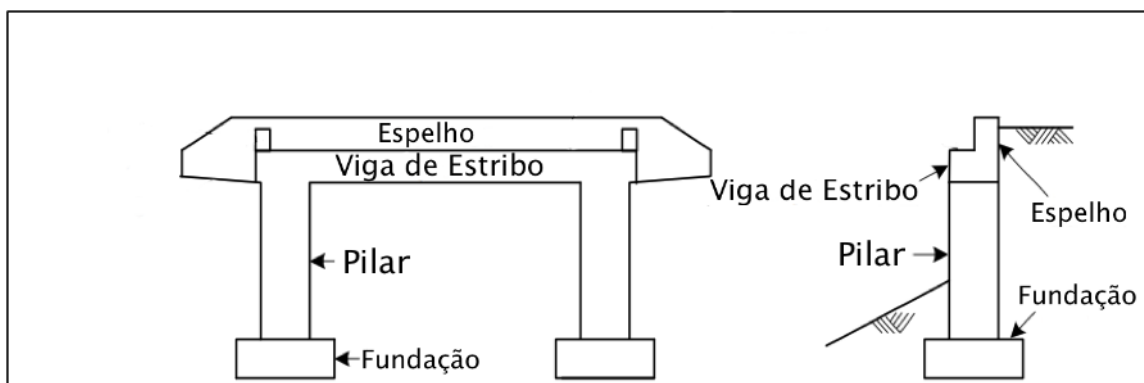 Espelho
Viga de Estribo
Viga de Estribo
Espelho
Pilar
Pilar
Fundação
Fundação